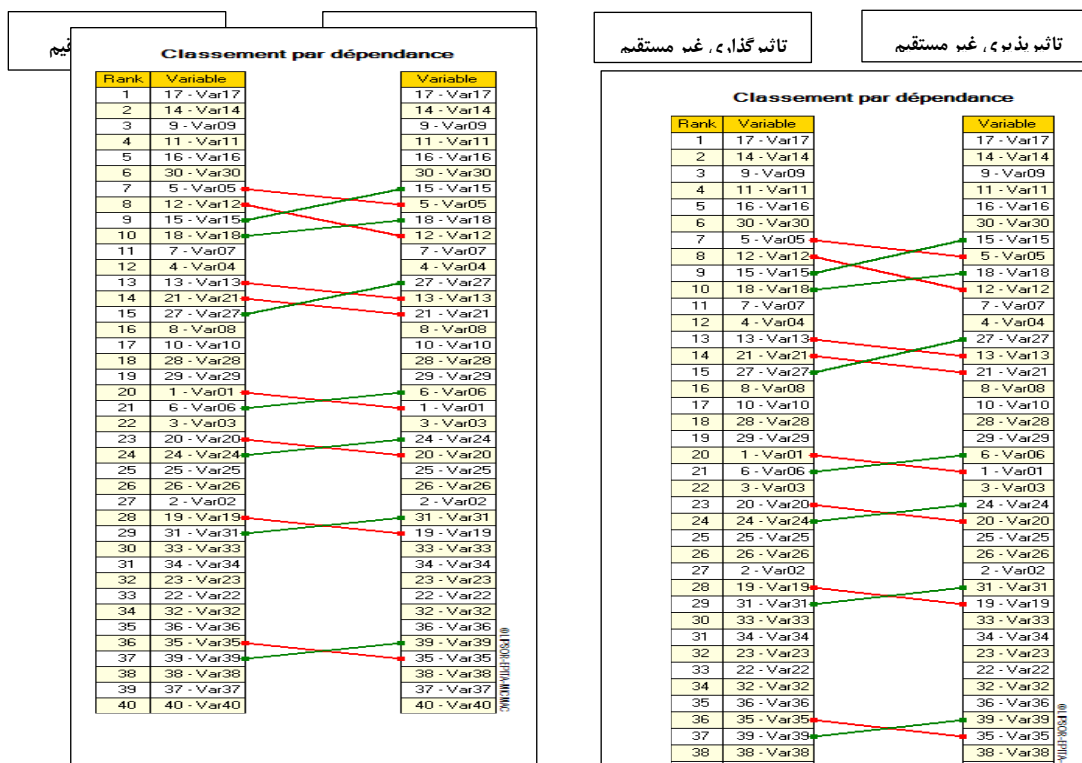 تاثیرگذاری غیر مستقیم
تاثیرپذیری غیر مستقیم
Classement par dépendance
Rank Variable Variable
1 17 - Var17 17 - Var17
2 14 - Var14 14 - Var14
3 9 - Var09 9 - Var09
4 11 - Var11 11 - Var11
5 16 - Var16 16 - Var16
6 30 - Var30 30 - Var30
7 5 - Var05 15 - Var15
8 12 - Var12 5 - Var05
9 15 - Var15 18 - Var18
10 18 - Var18 12 - Var12
11 7 - Var07 7 - Var07
12 4 - Var04 4 - Var04
13 13 - Var13 27 - Var27
14 21 - Var21 13 - Var13
15 27 - Var27 21 - Var21
16 8 - Var08 8 - Var08
17 10 - Var10 10 - Var10
18 28 - Var28 28 - Var28
19 29 - Var29 29 - Var29
20 1 - Var01 6 - Var06
21 6 - Var06 1 - Var01
22 3 - Var03 3 - Var03
23 20 - Var20 24 - Var24
24 24 - Var24 20 - Var20
25 25 - Var25 25 - Var25
26 26 - Var26 26 - Var26
27 2 - Var02 2 - Var02
28 19 - Var19 31 - Var31
29 31 - Var31 19 - Var19
30 33 - Var33 33 - Var33
31 34 - Var34 34 - Var34
32 23 - Var23 23 - Var23
33 22 - Var22 22 - Var22
34 32 - Var32 32 - Var32
35 36 - Var36 36 - Var36
36 35 - Var35 39 - Var39
37 39 - Var39 35 - Var35
38 38 - Var38 38 - Var38
39 37 - Var37 37 - Var37
40 40 - Var40 40 - Var40
© LIPSOR-EPITA-MICMAC
Classement par dépendance
Rank Variable Variable
1 17 - Var17 17 - Var17
2 14 - Var14 14 - Var14
3 9 - Var09 9 - Var09
4 11 - Var11 11 - Var11
5 16 - Var16 16 - Var16
6 30 - Var30 30 - Var30
7 5 - Var05 15 - Var15
8 12 - Var12 5 - Var05
9 15 - Var15 18 - Var18
10 18 - Var18 12 - Var12
11 7 - Var07 7 - Var07
12 4 - Var04 4 - Var04
13 13 - Var13 27 - Var27
14 21 - Var21 13 - Var13
15 27 - Var27 21 - Var21
16 8 - Var08 8 - Var08
17 10 - Var10 10 - Var10
18 28 - Var28 28 - Var28
19 29 - Var29 29 - Var29
20 1 - Var01 6 - Var06
21 6 - Var06 1 - Var01
22 3 - Var03 3 - Var03
23 20 - Var20 24 - Var24
24 24 - Var24 20 - Var20
25 25 - Var25 25 - Var25
26 26 - Var26 26 - Var26
27 2 - Var02 2 - Var02
28 19 - Var19 31 - Var31
29 31 - Var31 19 - Var19
30 33 - Var33 33 - Var33
31 34 - Var34 34 - Var34
32 23 - Var23 23 - Var23
33 22 - Var22 22 - Var22
34 32 - Var32 32 - Var32
35 36 - Var36 36 - Var36
36 35 - Var35 39 - Var39
37 39 - Var39 35 - Var35
38 38 - Var38 38 - Var38
© LIPSOR-EPITA-